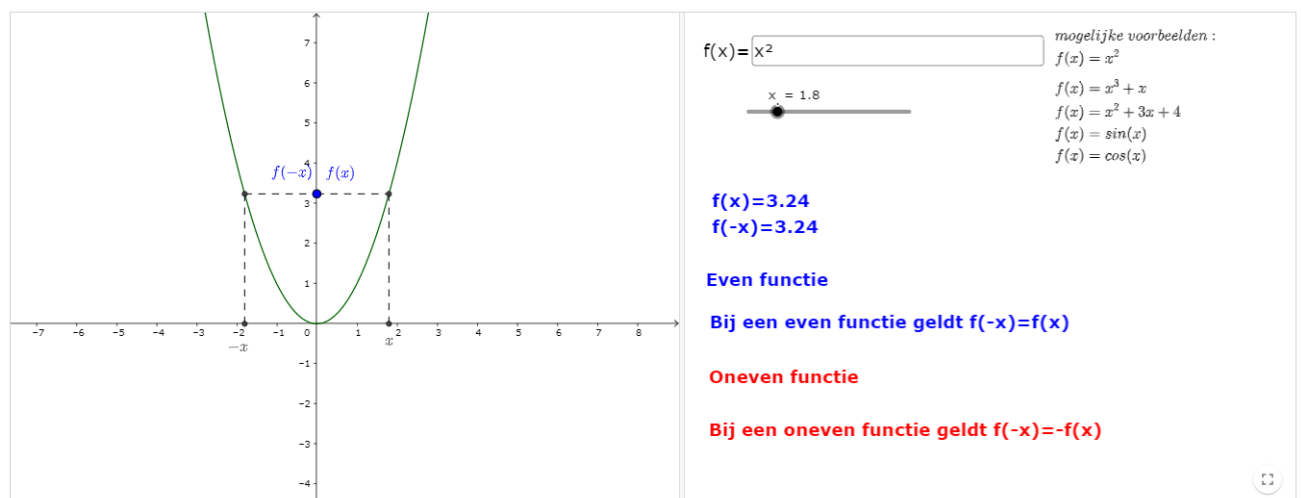 7
6
5
4
f(−x) f(x)
3
2
1
−7 −6 −5 −4 −3 −2 −1 0 1 2 3 4 5 6 7 8
−x x
−1
−2
−3
−4
f(x)= x²
x = 1.8
mogelijke voorbeelden :
f(x) = x²
f(x) = x³ + x
f(x) = x² + 3x + 4
f(x) = sin(x)
f(x) = cos(x)
f(x)=3.24
f(-x)=3.24
Even functie
Bij een even functie geldt f(-x)=f(x)
Oneven functie
Bij een oneven functie geldt f(-x)=-f(x)